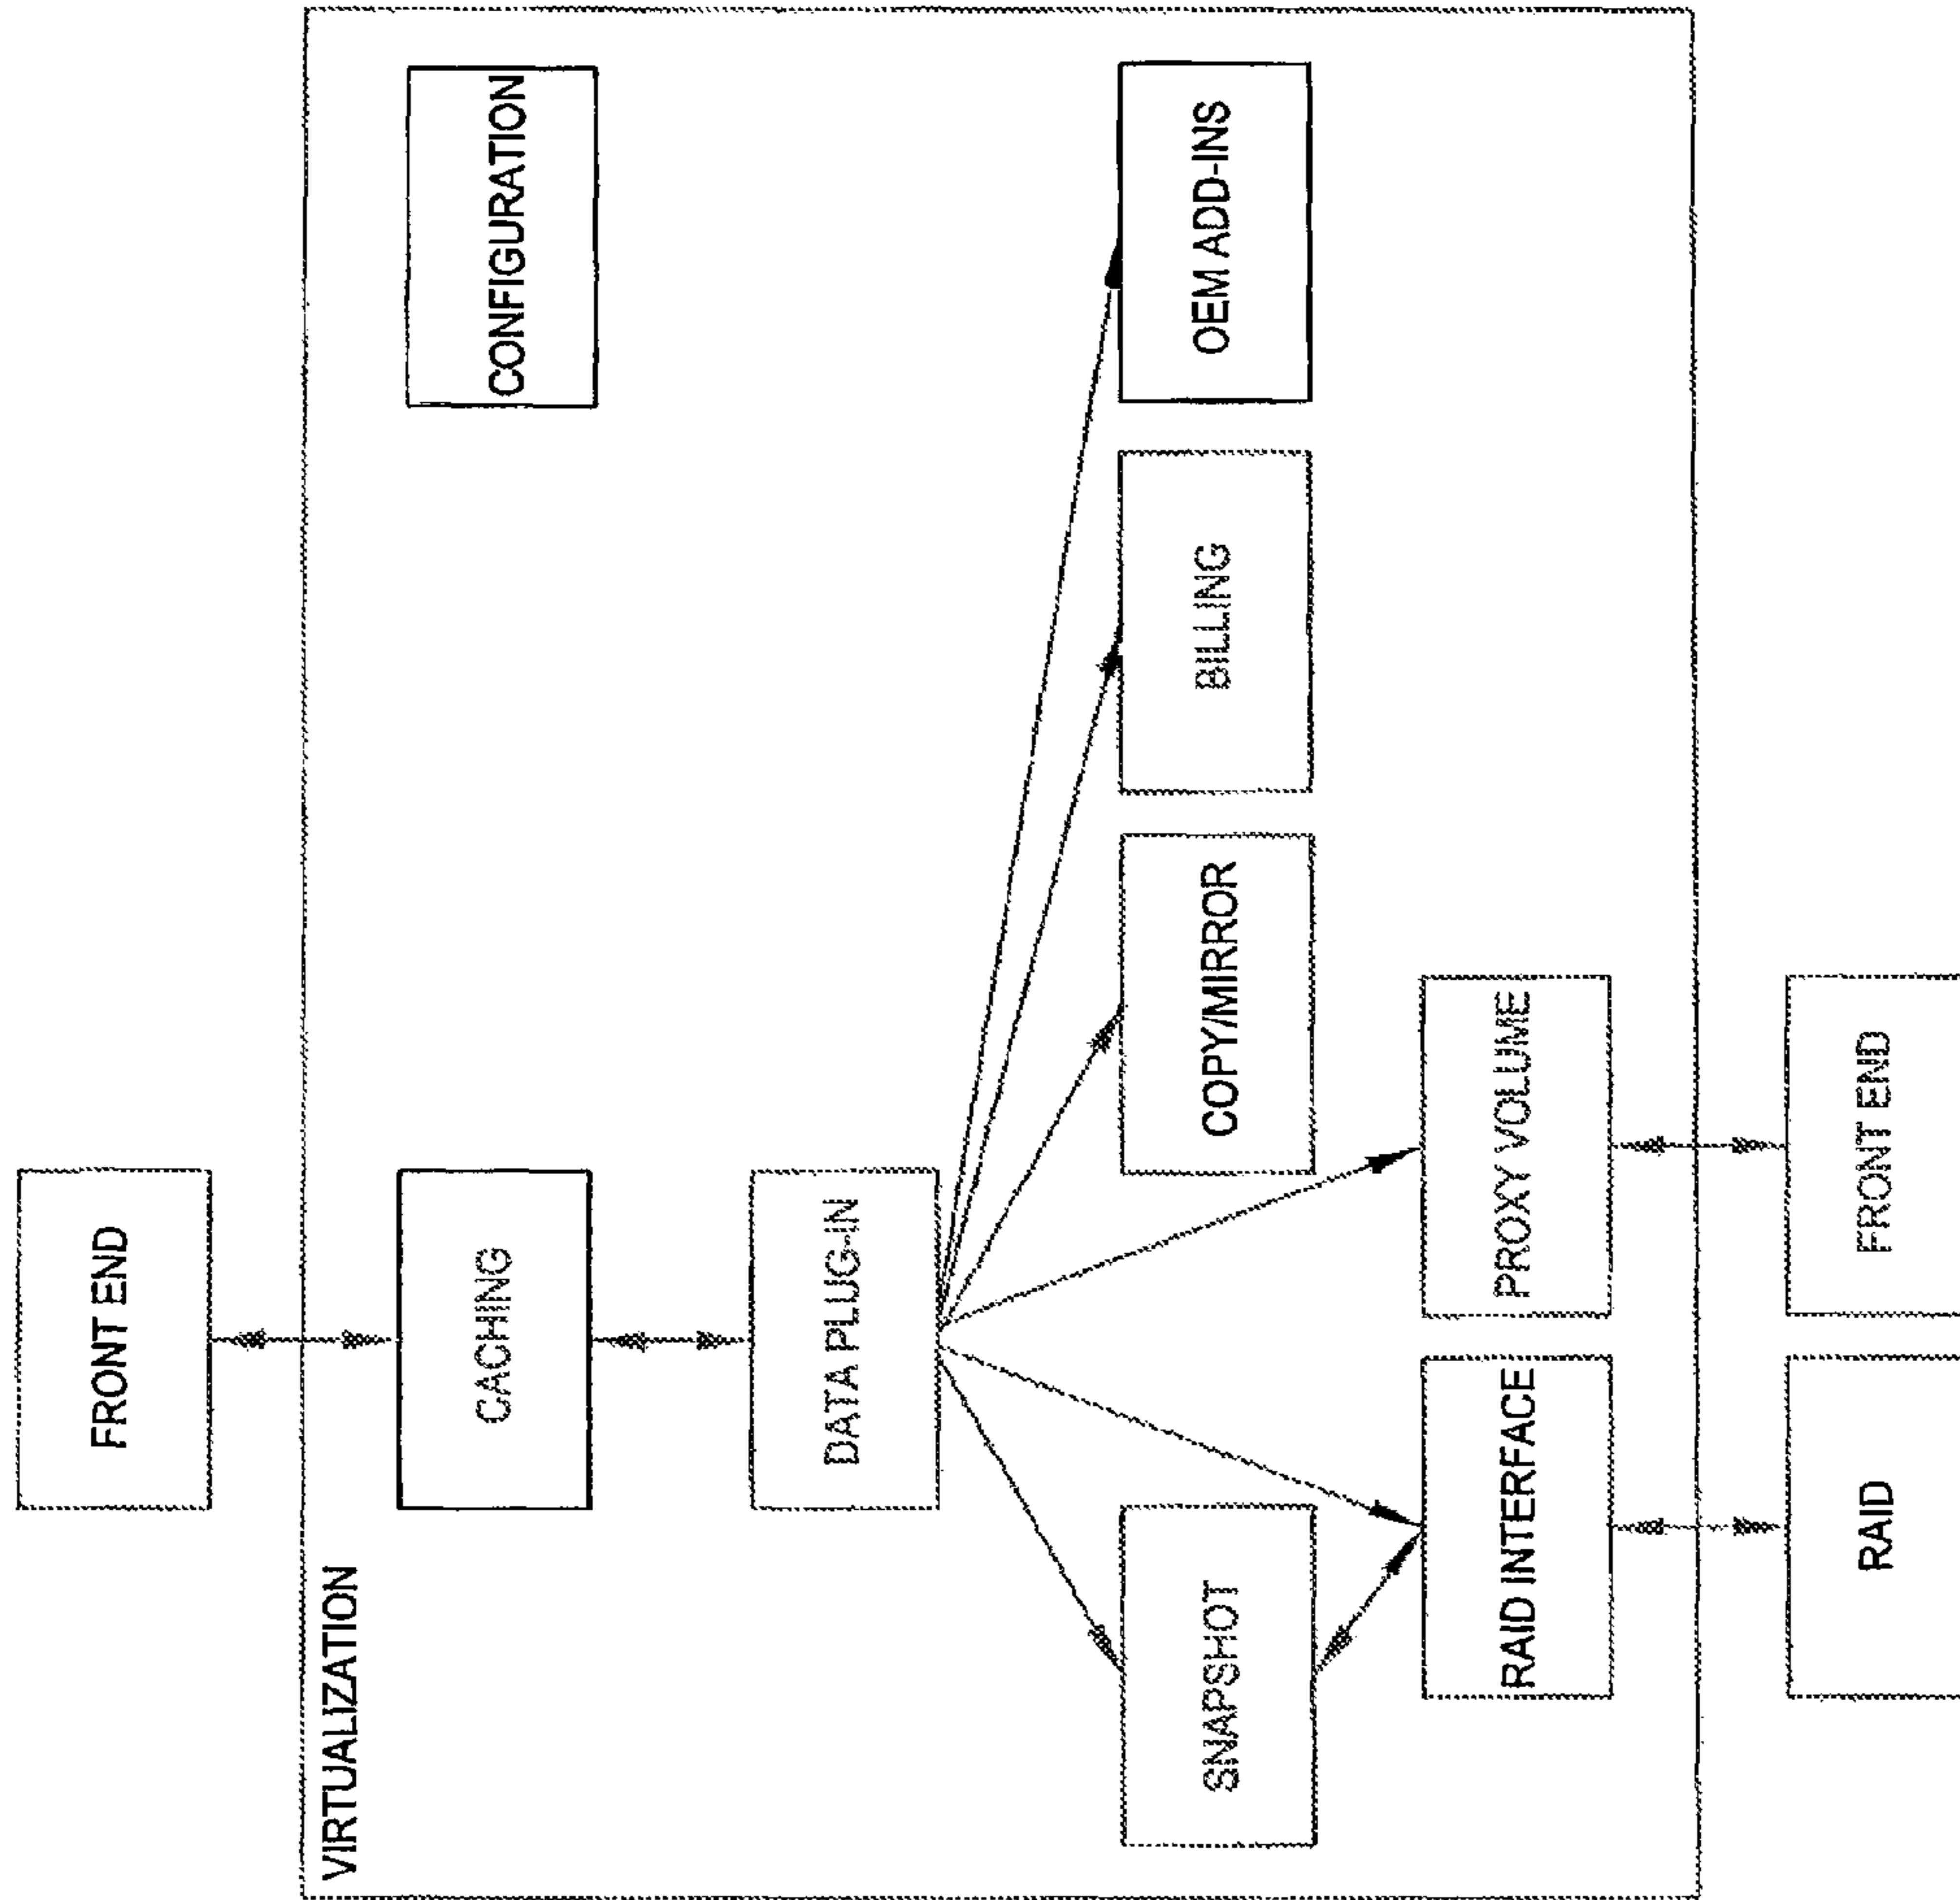 FRONT END
VIRTUALIZATION
CACHING
CONFIGURATION
DATA PLUG-IN
SNAPSHOT
COPY/MIRROR
BILLING
OEM ADD-INS
RAID INTERFACE
PROXY VOLUME
RAID
FRONT END